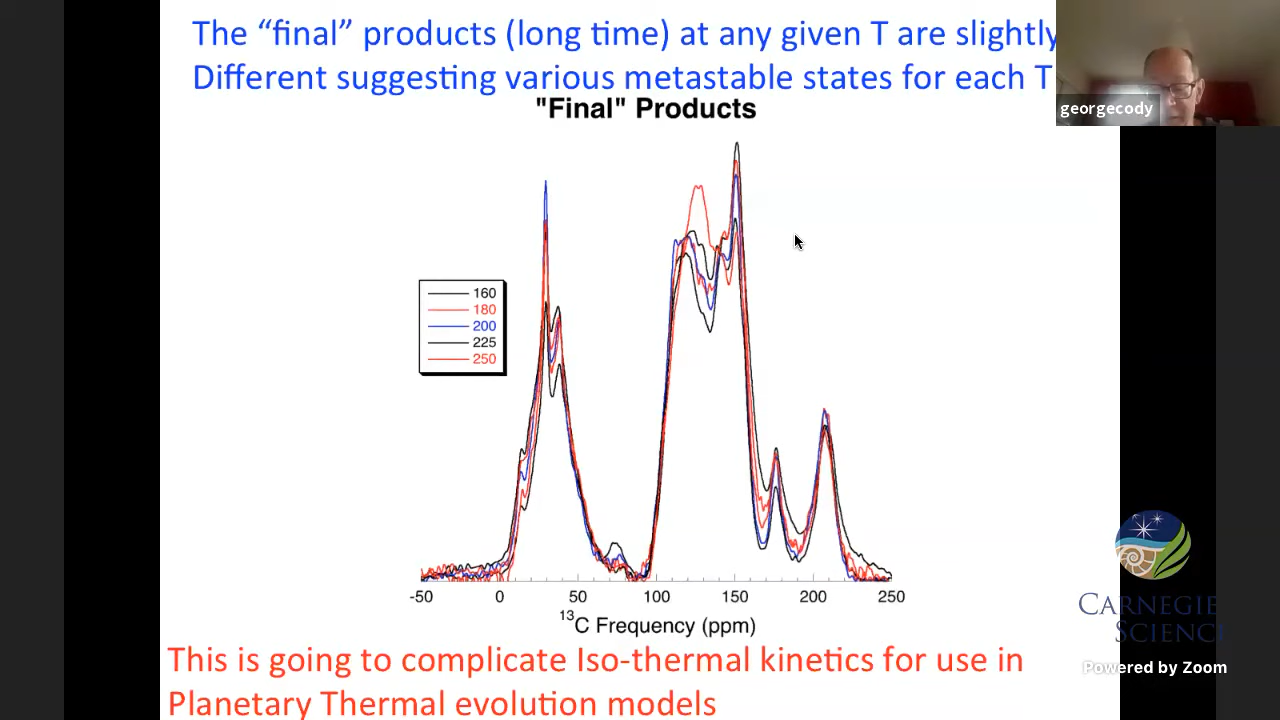 The “final” products (long time) at any given T are slightly
Different suggesting various metastable states for each T
georgecody
"Final" Products
160
180
200
225
250
-50 0 50 100 150 200 250
13C Frequency (ppm)
CARNEGIE
SCIENCE
This is going to complicate Iso-thermal kinetics for use in
Planetary Thermal evolution models
Powered by Zoom